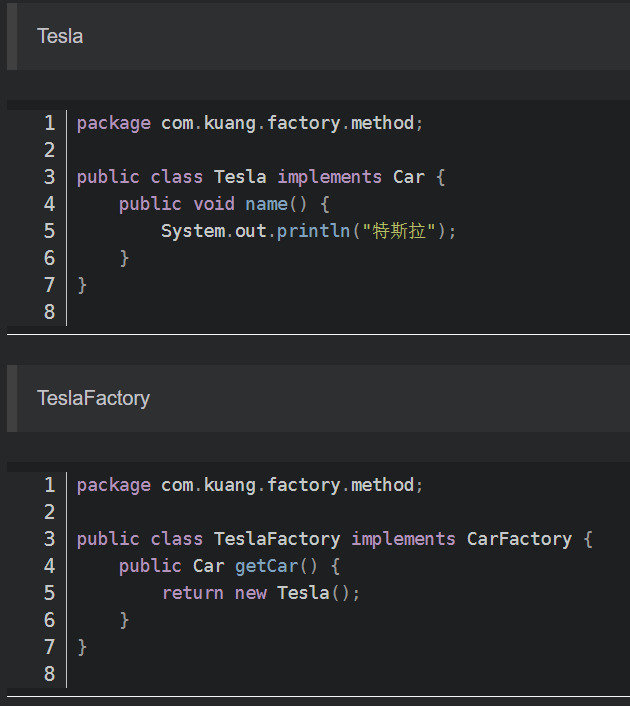 Tesla
1 package com.kuang.factory.method;
2
3 public class Tesla implements Car {
4     public void name() {
5         System.out.println("特斯拉");
6     }
7 }
8
TeslaFactory
1 package com.kuang.factory.method;
2
3 public class TeslaFactory implements CarFactory {
4     public Car getCar() {
5         return new Tesla();
6     }
7 }
8